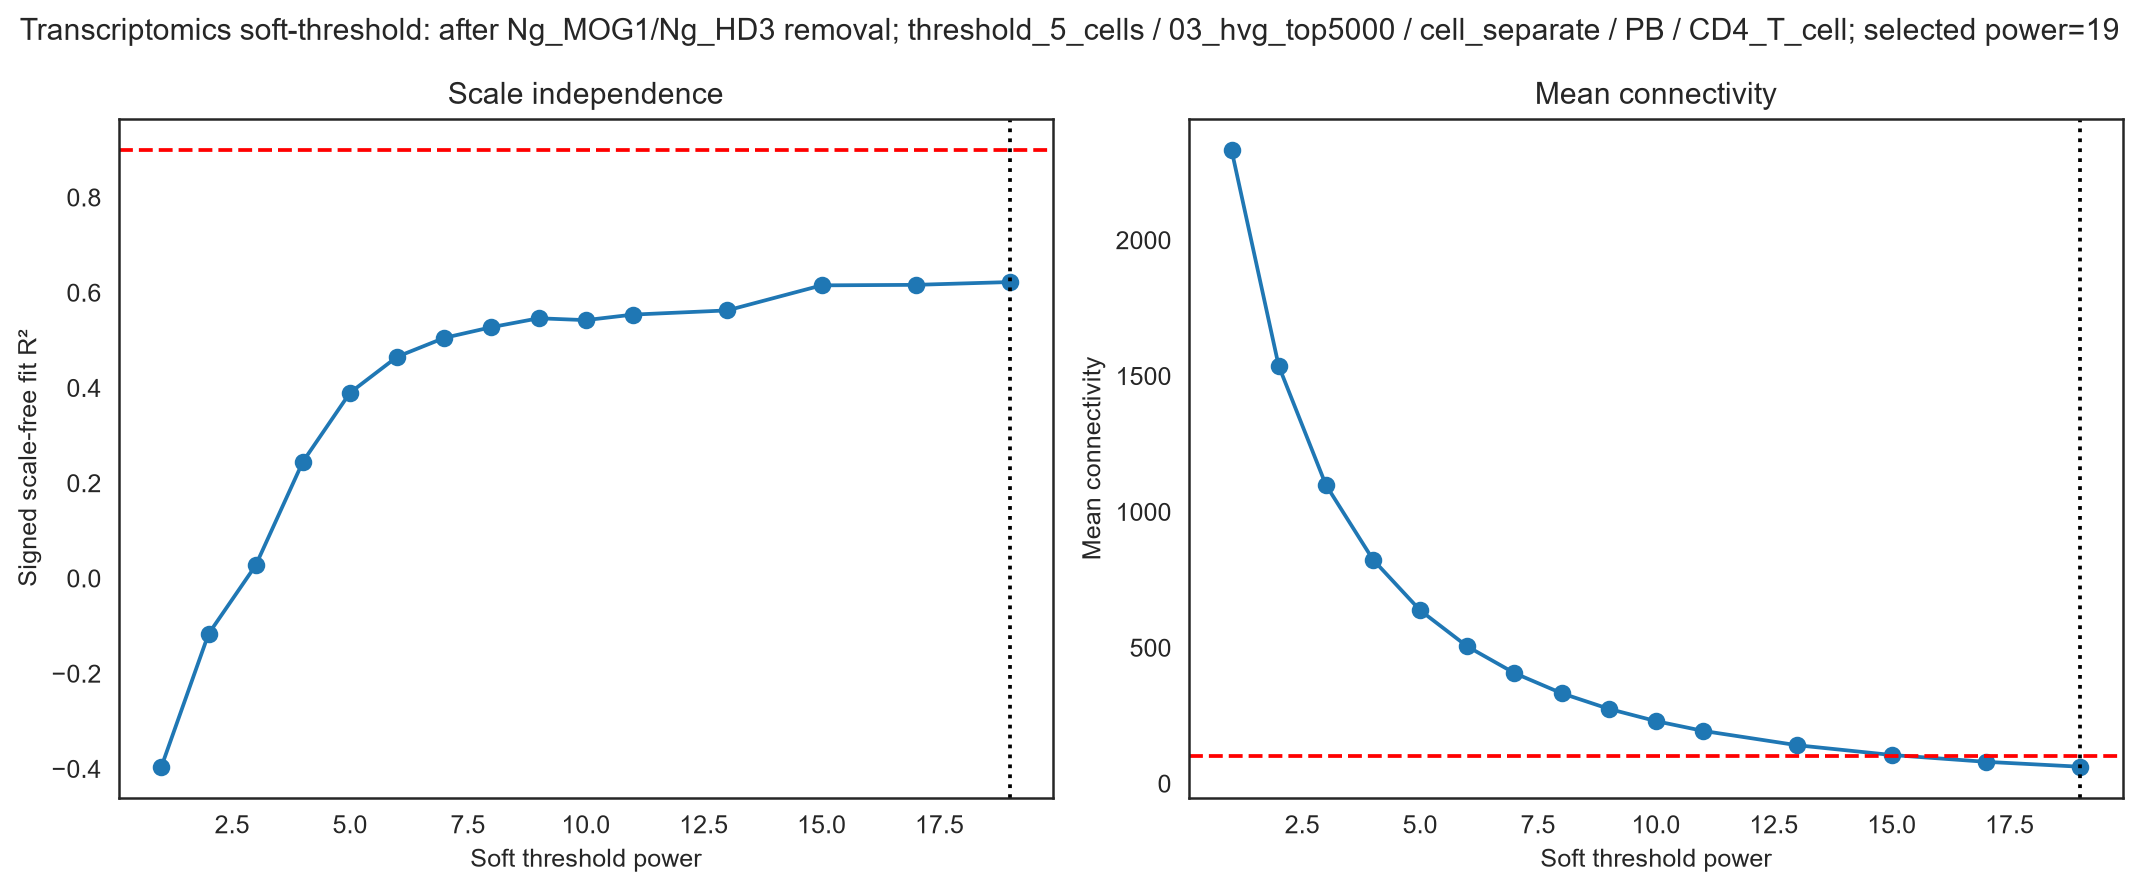 Transcriptomics soft-threshold: after Ng_MOG1/Ng_HD3 removal; threshold_5_cells / 03_hvg_top5000 / cell_separate / PB / CD4_T_cell; selected power=19
Scale independence
Signed scale-free fit R²
0.8
0.6
0.4
0.2
0.0
−0.2
−0.4
2.5 5.0 7.5 10.0 12.5 15.0 17.5
Soft threshold power
Mean connectivity
Mean connectivity
2000
1500
1000
500
0
2.5 5.0 7.5 10.0 12.5 15.0 17.5
Soft threshold power